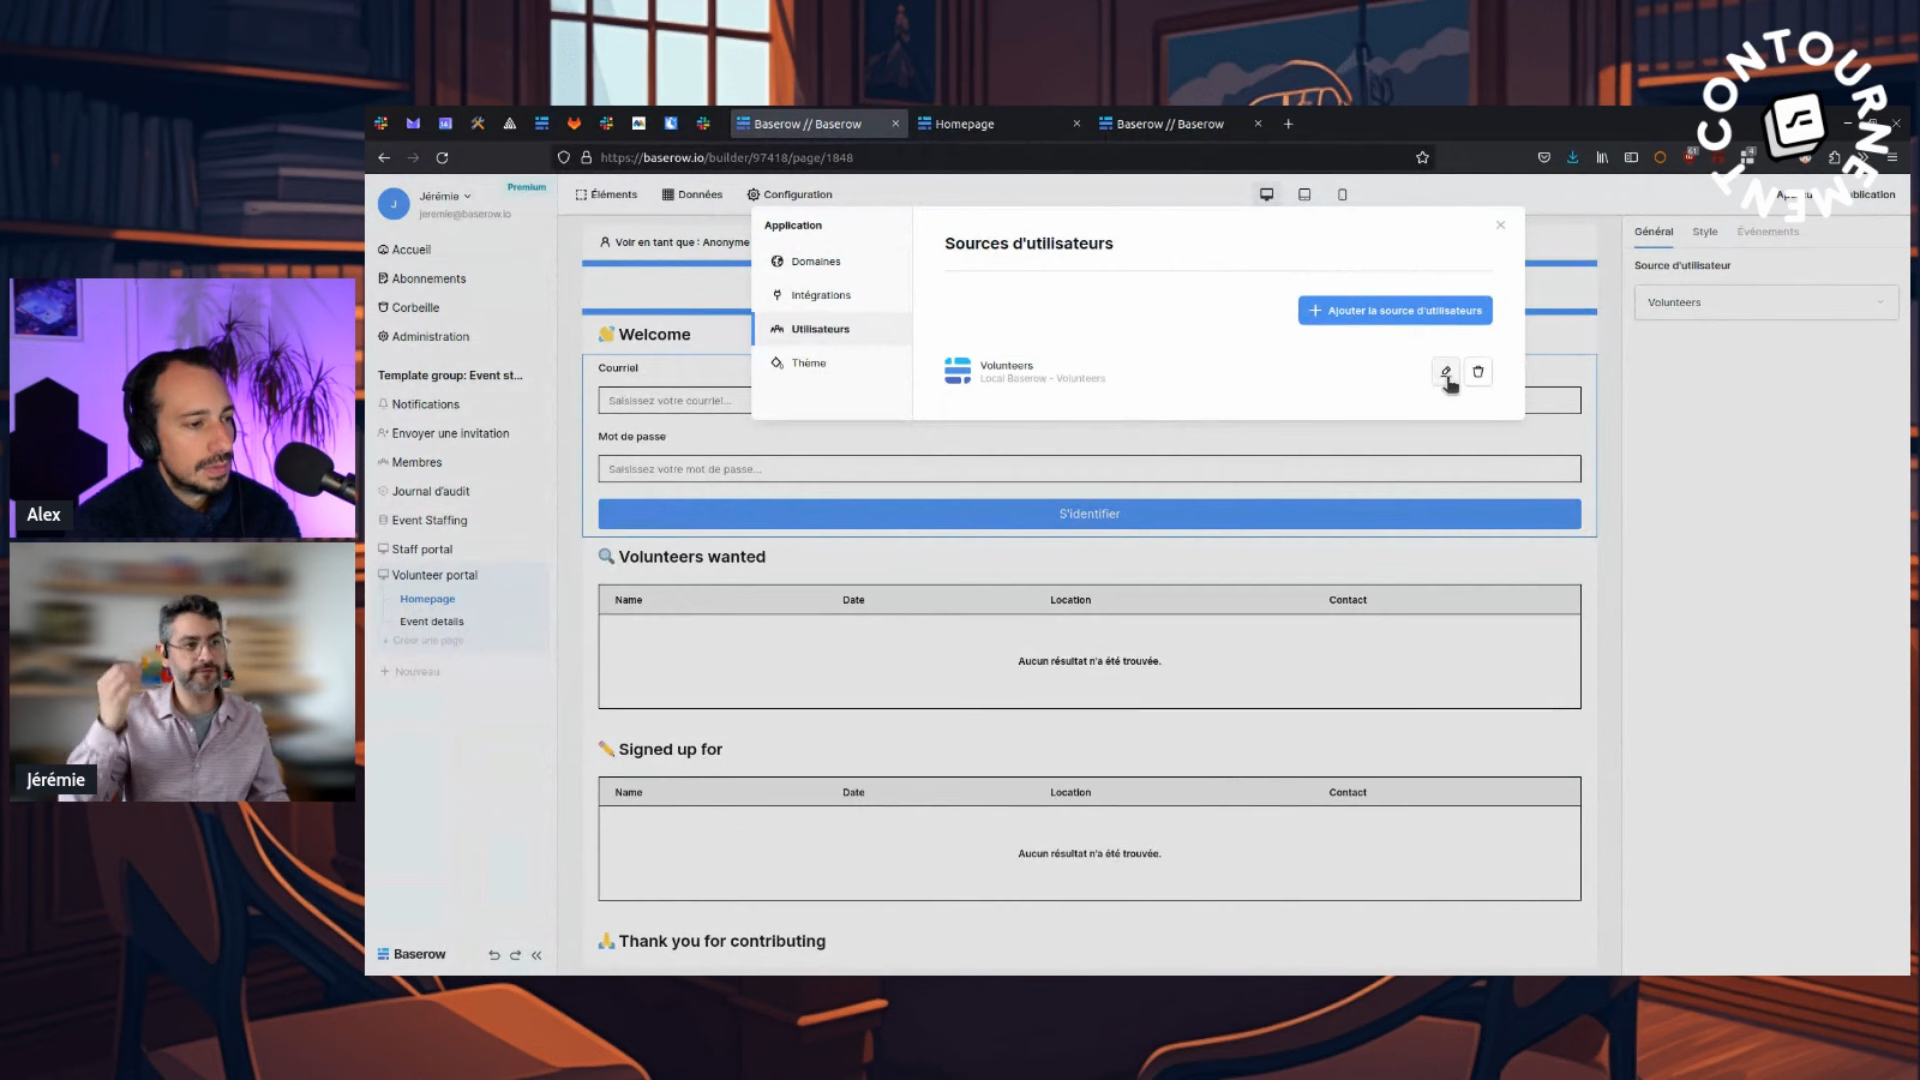 CONTOURNEMENT
Baserow // Baserow
Homepage
Baserow // Baserow
https://baserow.io/builder/97418/page/1848
J
Jérémie
jeremie@baserow.io
Premium
Éléments
Données
Configuration
Accueil
Abonnements
Corbeille
Administration
Template group: Event st...
Notifications
Envoyer une invitation
Membres
Journal d'audit
Event Staffing
Staff portal
Volunteer portal
Homepage
Event details
+ Créer une page
+ Nouveau
Baserow
Voir en tant que : Anonyme
Welcome
Courriel
Saisissez votre courriel...
Mot de passe
Saisissez votre mot de passe...
S'identifier
Volunteers wanted
Name Date Location Contact
Aucun résultat n'a été trouvée.
Signed up for
Name Date Location Contact
Aucun résultat n'a été trouvée.
Thank you for contributing
Application
Domaines
Intégrations
Utilisateurs
Thème
Sources d'utilisateurs
+ Ajouter la source d'utilisateurs
Volunteers
Local Baserow - Volunteers
Général
Style
Événements
Source d'utilisateur
Volunteers
Alex
Jérémie